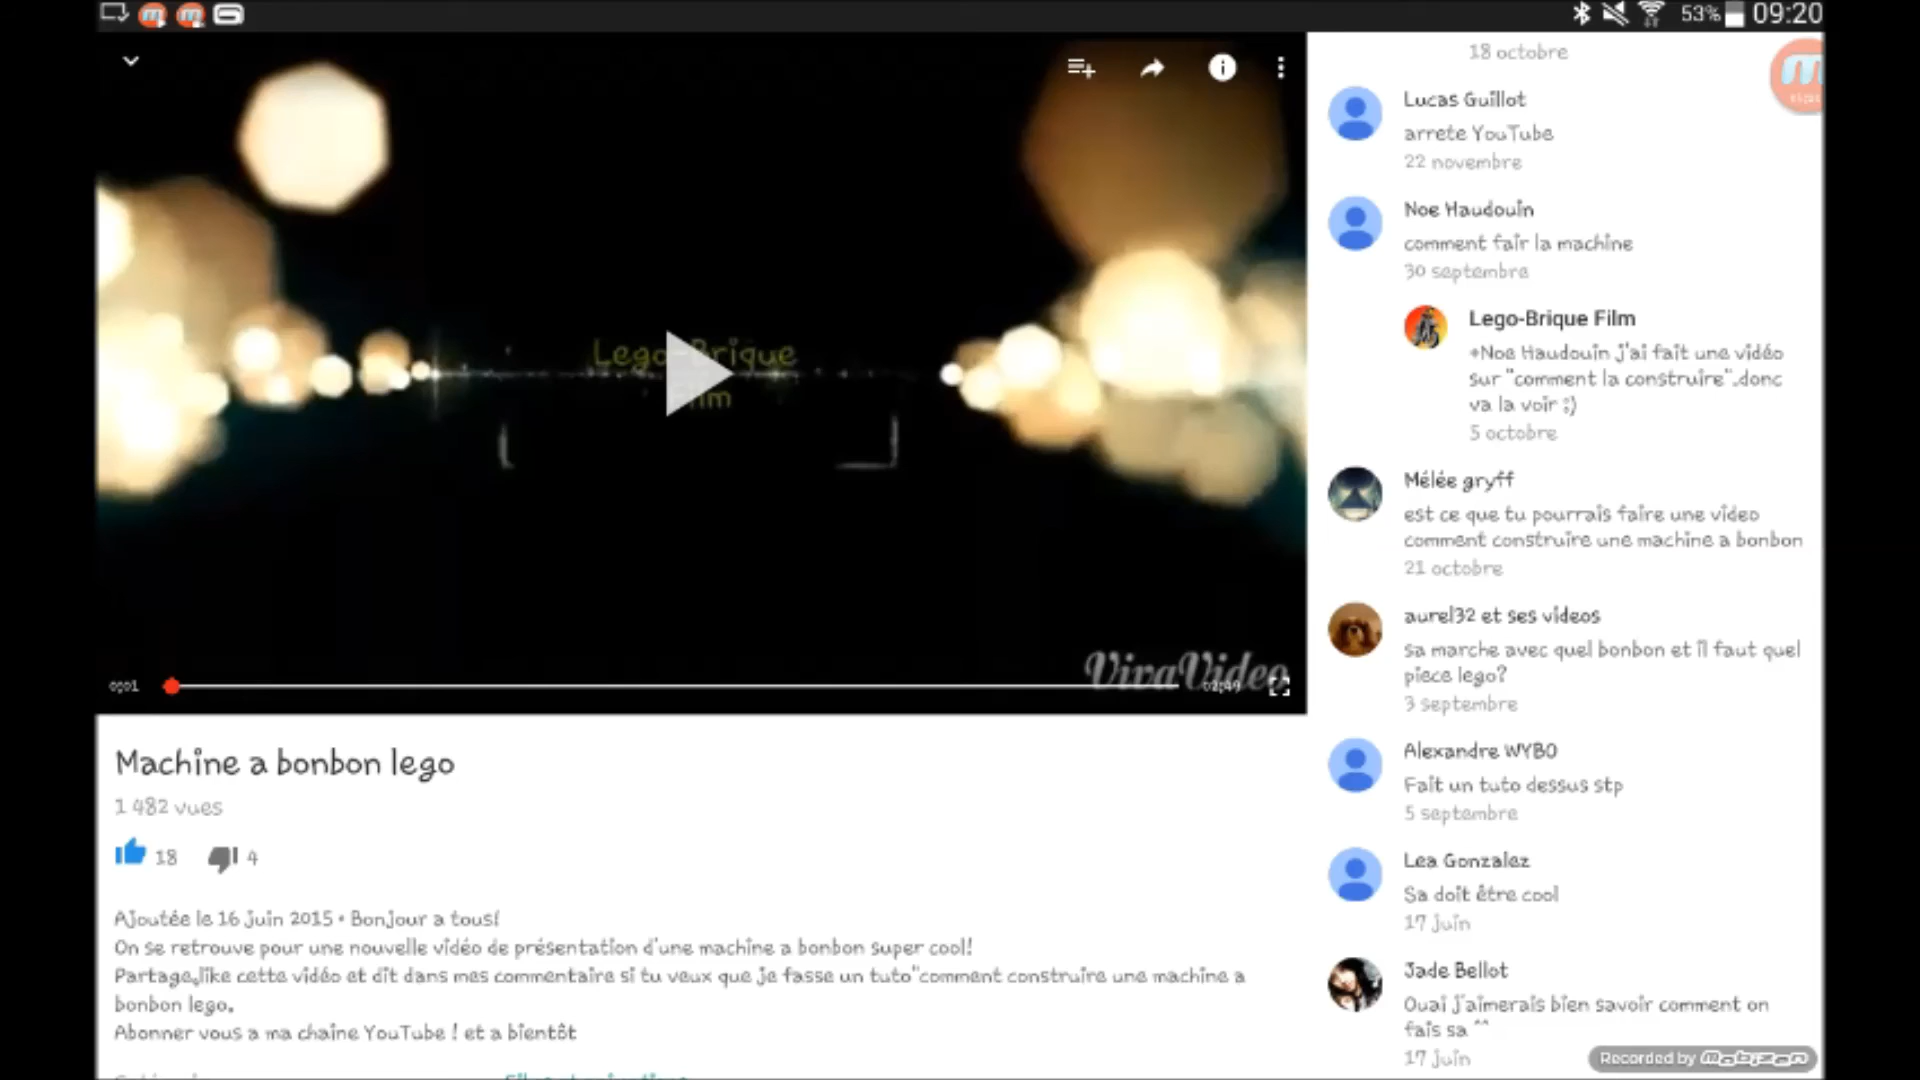 53% 09:20
Lego-Brique
Film
VivaVideo
02:49
Machine a bonbon lego
1 482 vues
18 4
Ajoutée le 16 juin 2015 • Bonjour a tous!
On se retrouve pour une nouvelle vidéo de présentation d'une machine a bonbon super cool!
Partage,like cette vidéo et dit dans mes commentaire si tu veux que je fasse un tuto"comment construire une machine a
bonbon lego.
Abonner vous a ma chaîne YouTube ! et a bientôt
18 octobre
Lucas Guillot
arrete YouTube
22 novembre
Noe Haudouin
comment fair la machine
30 septembre
Lego-Brique Film
+Noe Haudouin j'ai fait une vidéo
sur "comment la construire".donc
va la voir ;)
5 octobre
Mélée gryff
est ce que tu pourrais faire une video
comment construire une machine a bonbon
21 octobre
aurel32 et ses videos
sa marche avec quel bonbon et il faut quel
piece lego?
3 septembre
Alexandre WYBO
Fait un tuto dessus stp
5 septembre
Lea Gonzalez
Sa doit être cool
17 juin
Jade Bellot
Ouai j'aimerais bien savoir comment on
fais sa ^^
17 juin
Recorded by Mobizen